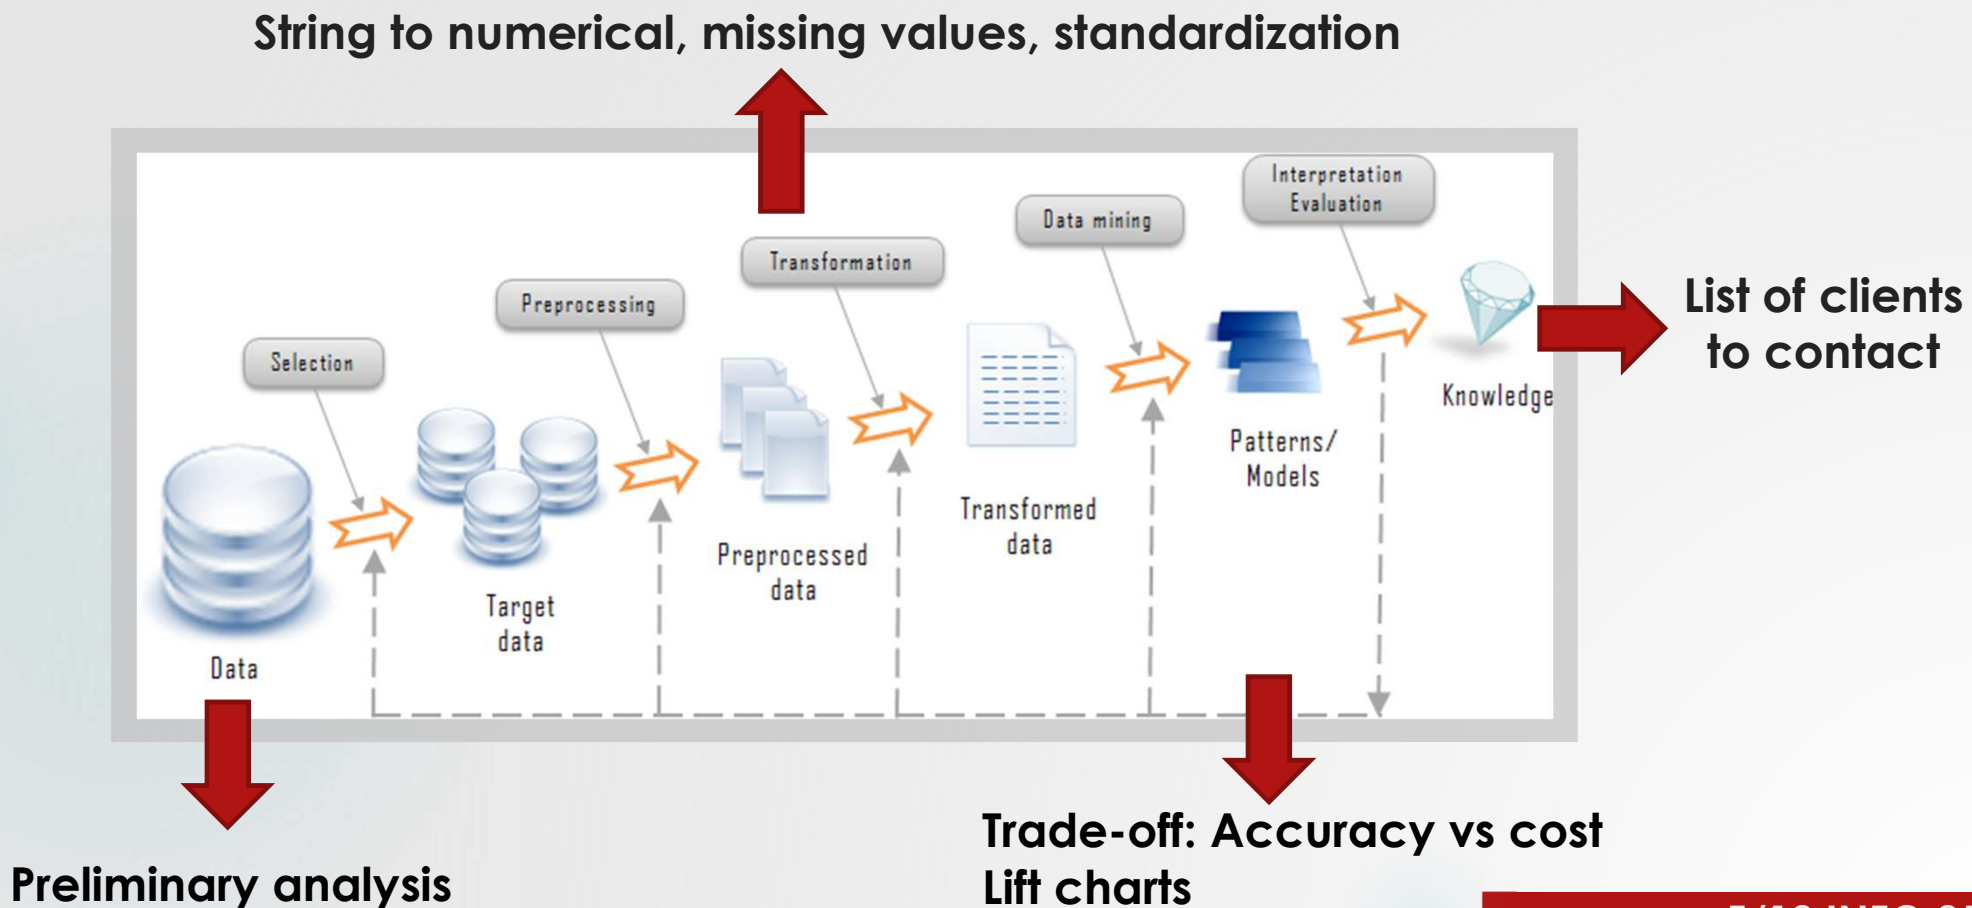 String to numerical, missing values, standardization
Interpretation
Evaluation
Data mining
Transformation
Preprocessing
Selection
List of clients
to contact
Knowledge
Patterns/
Models
Transformed
data
Preprocessed
data
Target
data
Data
Trade-off: Accuracy vs cost
Lift charts
Preliminary analysis